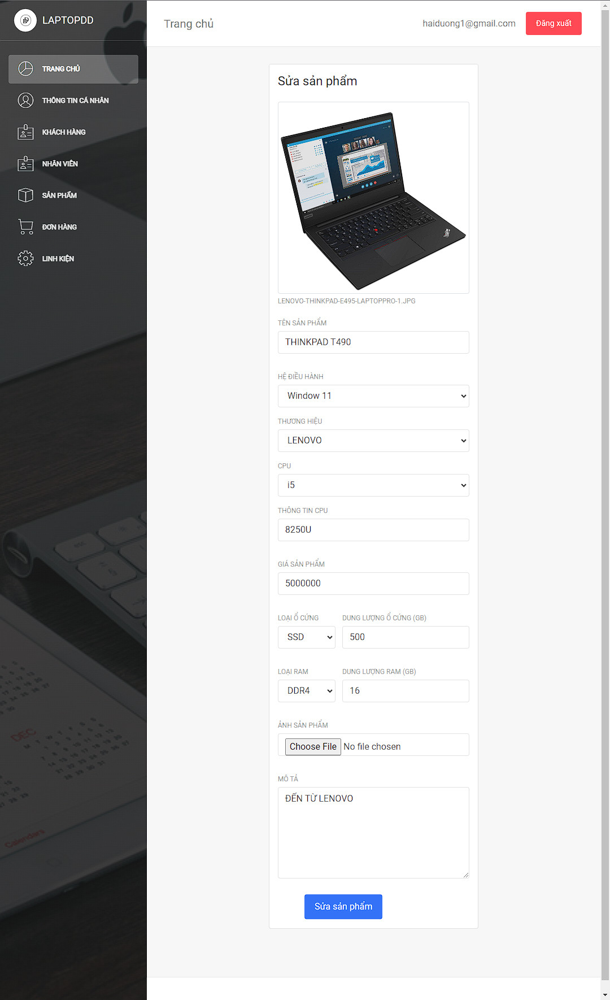 LAPTOPDD
TRANG CHỦ
THÔNG TIN CÁ NHÂN
KHÁCH HÀNG
NHÂN VIÊN
SẢN PHẨM
ĐƠN HÀNG
LINH KIỆN
Trang chủ
haiduong1@gmail.com
Đăng xuất
Sửa sản phẩm
LENOVO-THINKPAD-E495-LAPTOPPRO-1.JPG
TÊN SẢN PHẨM
THINKPAD T490
HỆ ĐIỀU HÀNH
Window 11
THƯƠNG HIỆU
LENOVO
CPU
i5
THÔNG TIN CPU
8250U
GIÁ SẢN PHẨM
5000000
LOẠI Ổ CỨNG DUNG LƯỢNG Ổ CỨNG (GB)
SSD 500
LOẠI RAM DUNG LƯỢNG RAM (GB)
DDR4 16
ẢNH SẢN PHẨM
Choose File No file chosen
MÔ TẢ
ĐẾN TỪ LENOVO
Sửa sản phẩm
DEC
Calendars